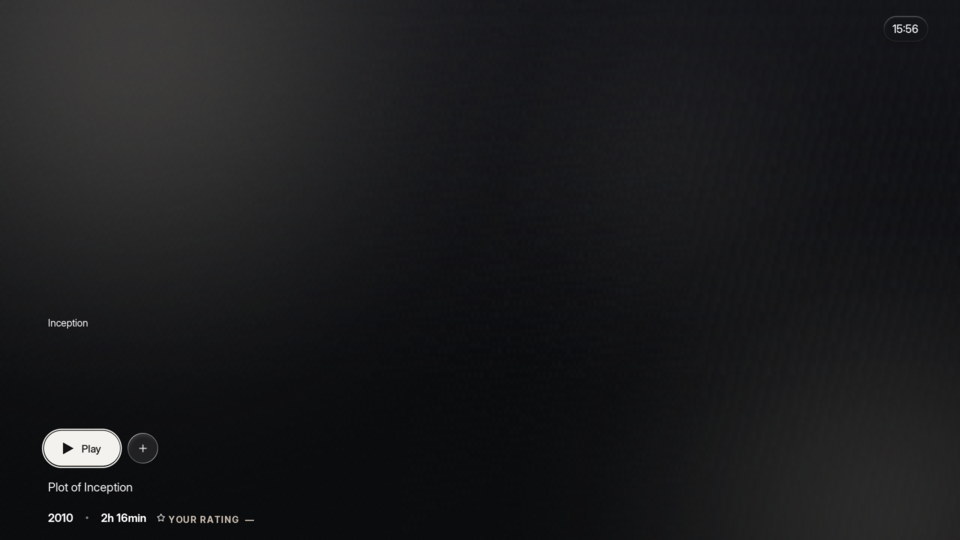 15:56
Inception
Play
+
Plot of Inception
2010 • 2h 16min ☆ YOUR RATING —